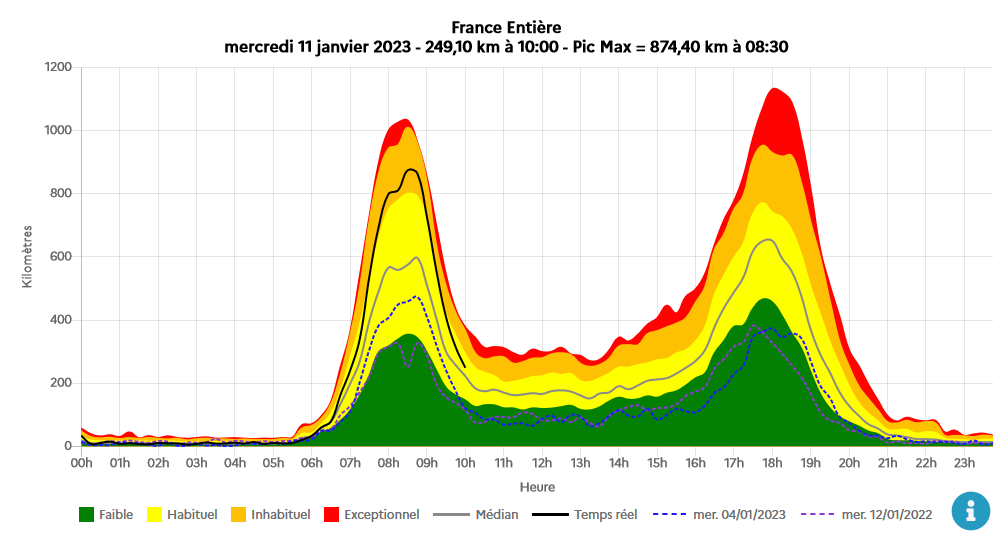 France Entière
mercredi 11 janvier 2023 - 249,10 km à 10:00 - Pic Max = 874,40 km à 08:30
1200
1000
800
600
400
200
0
Kilomètres
00h 01h 02h 03h 04h 05h 06h 07h 08h 09h 10h 11h 12h 13h 14h 15h 16h 17h 18h 19h 20h 21h 22h 23h
Heure
Faible Habituel Inhabituel Exceptionnel Médian Temps réel mer. 04/01/2023 mer. 12/01/2022
i